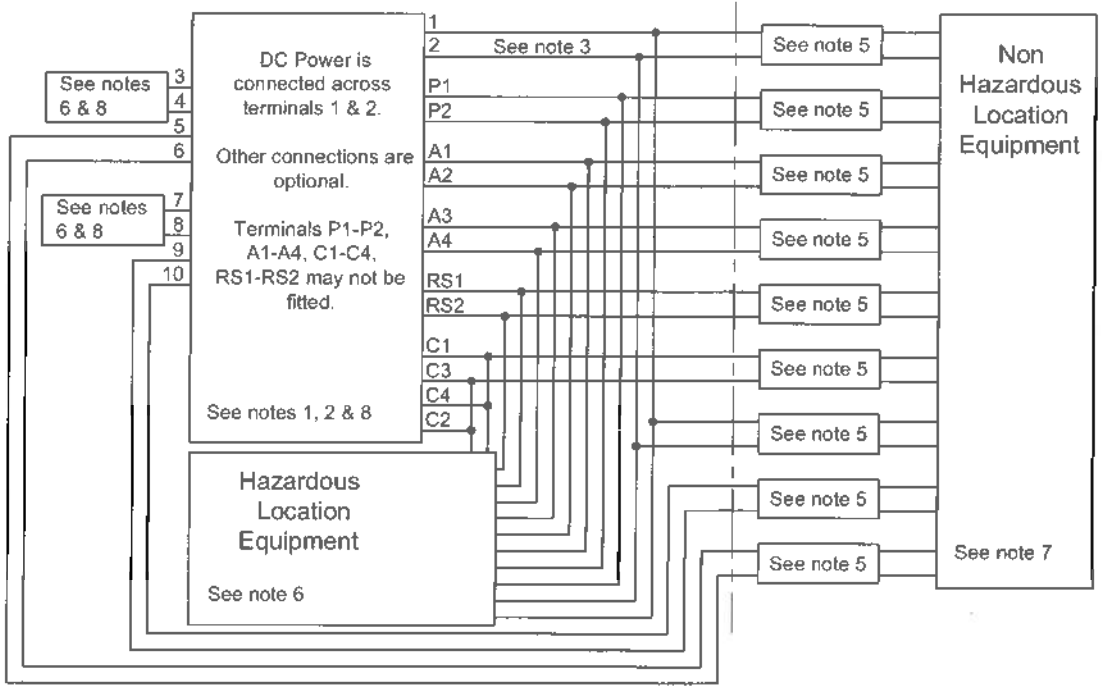 1
2
See note 3
P1
P2
A1
A2
A3
A4
RS1
RS2
C1
C3
C4
C2
DC Power is
connected across
terminals 1 & 2.
Other connections are
optional.
Terminals P1-P2,
A1-A4, C1-C4,
RS1-RS2 may not be
fitted.
See notes 1, 2 & 8
See notes
6 & 8
3
4
5
6
See notes
6 & 8
7
8
9
10
Hazardous
Location
Equipment
See note 6
See note 5
See note 5
See note 5
See note 5
See note 5
See note 5
See note 5
See note 5
See note 5
Non
Hazardous
Location
Equipment
See note 7